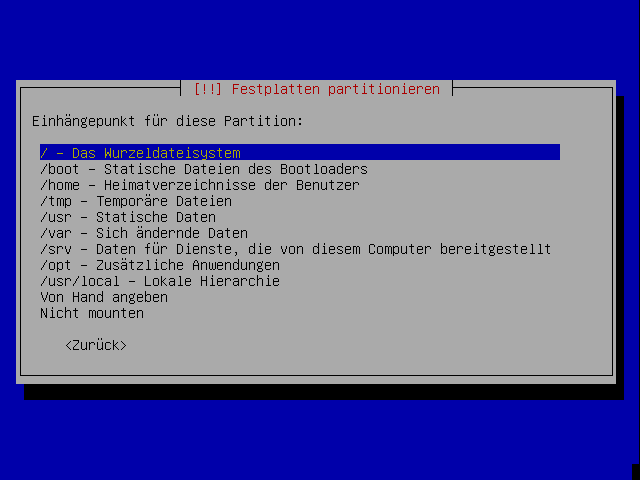 [!!] Festplatten partitionieren
Einhängepunkt für diese Partition:
/ – Das Wurzeldateisystem
/boot – Statische Dateien des Bootloaders
/home – Heimatverzeichnisse der Benutzer
/tmp – Temporäre Dateien
/usr – Statische Daten
/var – Sich ändernde Daten
/srv – Daten für Dienste, die von diesem Computer bereitgestellt
/opt – Zusätzliche Anwendungen
/usr/local – Lokale Hierarchie
Von Hand angeben
Nicht mounten
<Zurück>